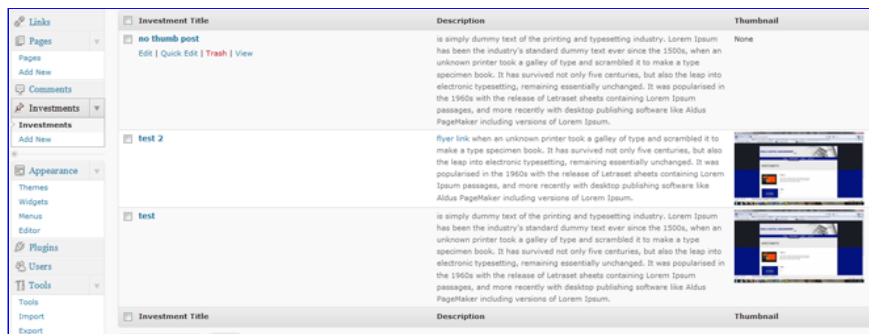 Links
Pages
Pages
Add New
Comments
Investments
Investments
Add New
Appearance
Themes
Widgets
Menus
Editor
Plugins
Users
Tools
Tools
Import
Export
Investment Title Description Thumbnail
no thumb post
Edit | Quick Edit | Trash | View
is simply dummy text of the printing and typesetting industry. Lorem Ipsum
has been the industry's standard dummy text ever since the 1500s, when an
unknown printer took a galley of type and scrambled it to make a type
specimen book. It has survived not only five centuries, but also the leap into
electronic typesetting, remaining essentially unchanged. It was popularised in
the 1960s with the release of Letraset sheets containing Lorem Ipsum
passages, and more recently with desktop publishing software like Aldus
PageMaker including versions of Lorem Ipsum.
None
test 2
flyer link when an unknown printer took a galley of type and scrambled it to
make a type specimen book. It has survived not only five centuries, but also
the leap into electronic typesetting, remaining essentially unchanged. It was
popularised in the 1960s with the release of Letraset sheets containing Lorem
Ipsum passages, and more recently with desktop publishing software like
Aldus PageMaker including versions of Lorem Ipsum.
test
is simply dummy text of the printing and typesetting industry. Lorem Ipsum
has been the industry's standard dummy text ever since the 1500s, when an
unknown printer took a galley of type and scrambled it to make a type
specimen book. It has survived not only five centuries, but also the leap into
electronic typesetting, remaining essentially unchanged. It was popularised in
the 1960s with the release of Letraset sheets containing Lorem Ipsum
passages, and more recently with desktop publishing software like Aldus
PageMaker including versions of Lorem Ipsum.
Investment Title Description Thumbnail